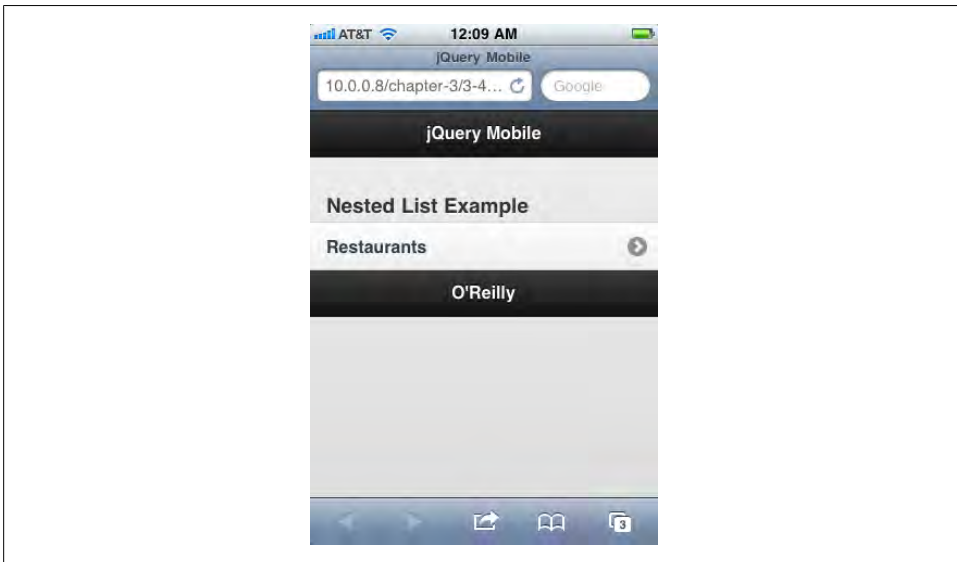 AT&T 12:09 AM
jQuery Mobile
10.0.0.8/chapter-3/3-4... Google
jQuery Mobile
Nested List Example
Restaurants
O'Reilly
3